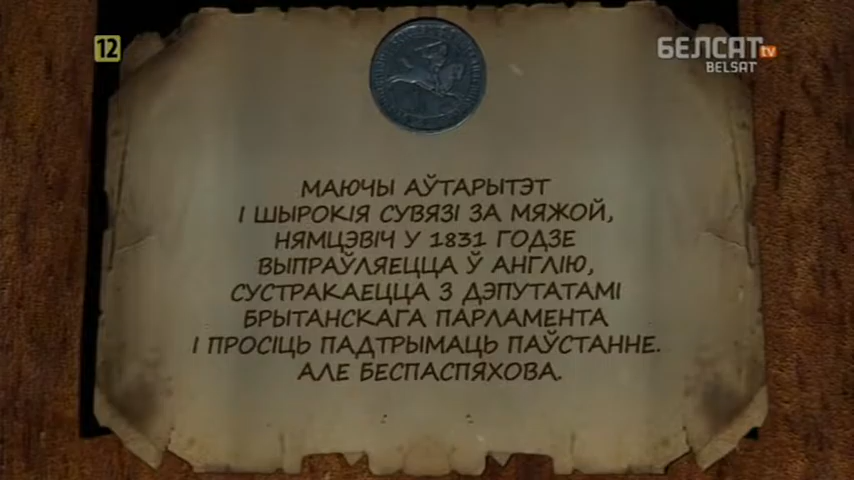 12
БЕЛСАТ tv
BELSAT
МАЮЧЫ АЎТАРЫТЭТ
І ШЫРОКІЯ СУВЯЗІ ЗА МЯЖОЙ,
НЯМЦЭВІЧ У 1831 ГОДЗЕ
ВЫПРАЎЛЯЕЦЦА Ў АНГЛІЮ,
СУСТРАКАЕЦЦА З ДЭПУТАТАМІ
БРЫТАНСКАГА ПАРЛАМЕНТА
І ПРОСІЦЬ ПАДТРЫМАЦЬ ПАЎСТАННЕ.
АЛЕ БЕСПАСПЯХОВА.